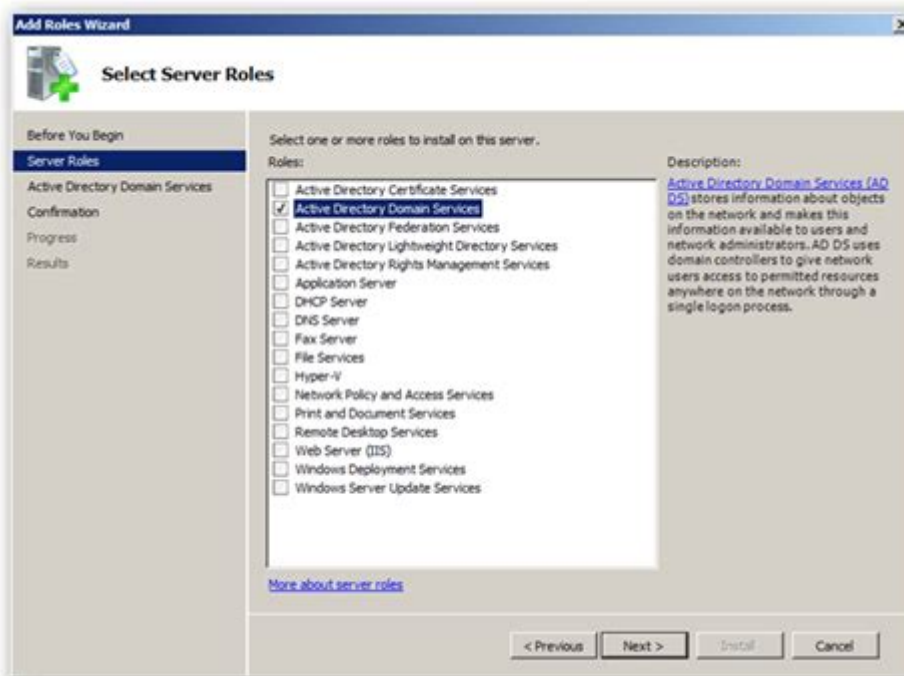 Add Roles Wizard
Select Server Roles
Before You Begin
Server Roles
Active Directory Domain Services
Confirmation
Progress
Results
Select one or more roles to install on this server.
Roles:
Active Directory Certificate Services
Active Directory Domain Services
Active Directory Federation Services
Active Directory Lightweight Directory Services
Active Directory Rights Management Services
Application Server
DHCP Server
DNS Server
Fax Server
File Services
Hyper-V
Network Policy and Access Services
Print and Document Services
Remote Desktop Services
Web Server (IIS)
Windows Deployment Services
Windows Server Update Services
More about server roles
Description:
Active Directory Domain Services (AD
DS) stores information about objects
on the network and makes this
information available to users and
network administrators. AD DS uses
domain controllers to give network
users access to permitted resources
anywhere on the network through a
single logon process.
< Previous
Next >
Install
Cancel